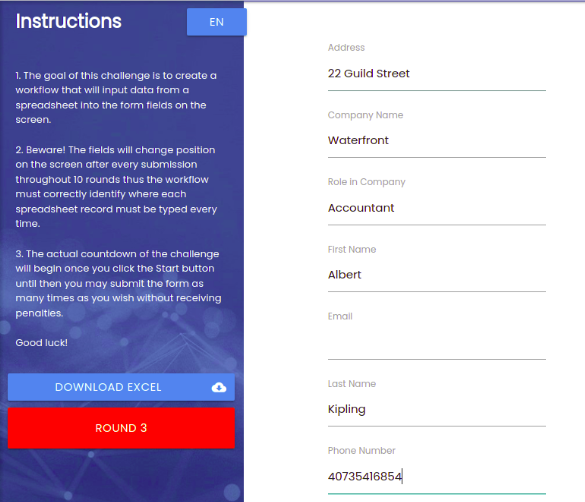 Instructions
EN
1. The goal of this challenge is to create a
workflow that will input data from a
spreadsheet into the form fields on the
screen.
2. Beware! The fields will change position
on the screen after every submission
throughout 10 rounds thus the workflow
must correctly identify where each
spreadsheet record must be typed every
time.
3. The actual countdown of the challenge
will begin once you click the Start button
until then you may submit the form as
many times as you wish without receiving
penalties.
Good luck!
DOWNLOAD EXCEL
ROUND 3
Address
22 Guild Street
Company Name
Waterfront
Role in Company
Accountant
First Name
Albert
Email
Last Name
Kipling
Phone Number
40735416854